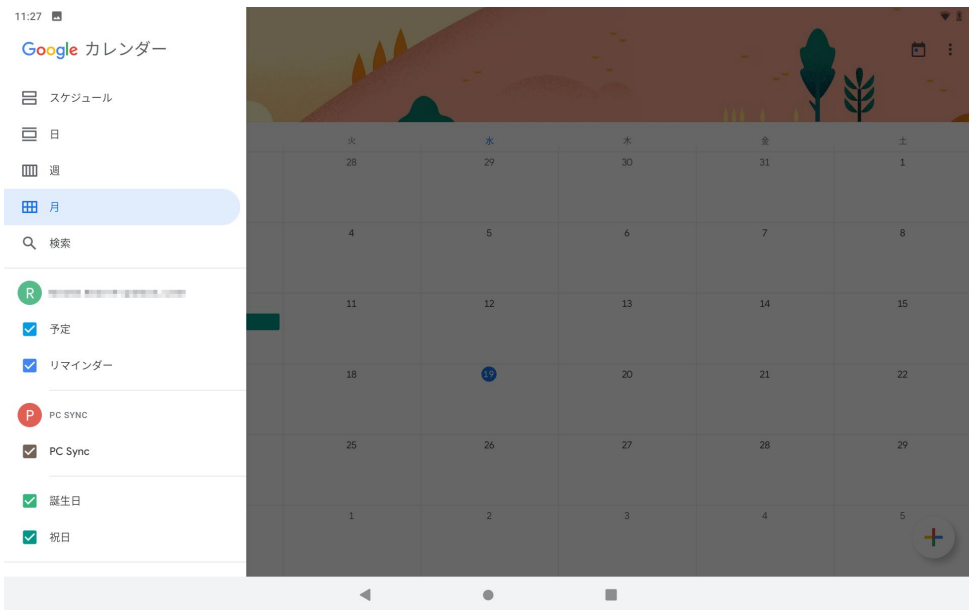 11:27
Google カレンダー
スケジュール
日
週
月
検索
R
予定
リマインダー
P PC SYNC
PC Sync
誕生日
祝日
火 水 木 金 土
28 29 30 31 1
4 5 6 7 8
11 12 13 14 15
18 19 20 21 22
25 26 27 28 29
1 2 3 4 5